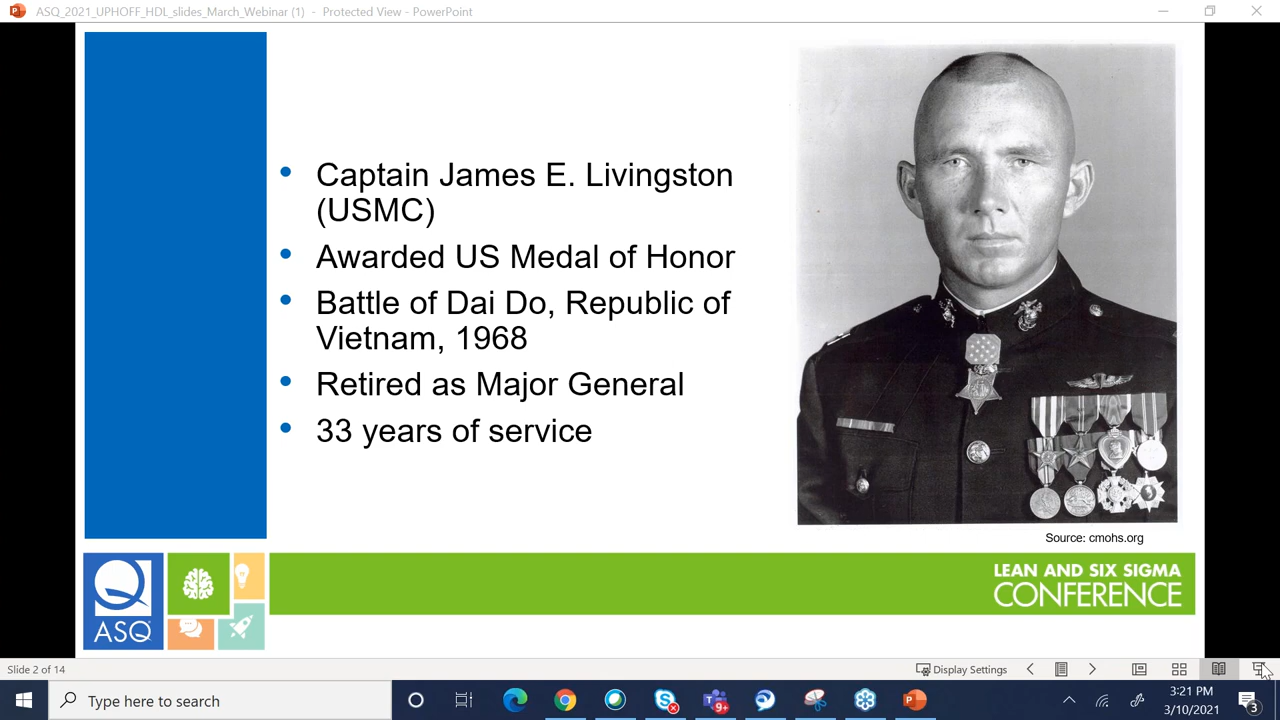 ASQ_2021_UPHOFF_HDL_slides_March_Webinar (1) - Protected View - PowerPoint
Captain James E. Livingston
(USMC)
Awarded US Medal of Honor
Battle of Dai Do, Republic of
Vietnam, 1968
Retired as Major General
33 years of service
Source: cmohs.org
ASQ
LEAN AND SIX SIGMA
CONFERENCE
Slide 2 of 14
Display Settings
Type here to search
9+
3:21 PM
3/10/2021
3